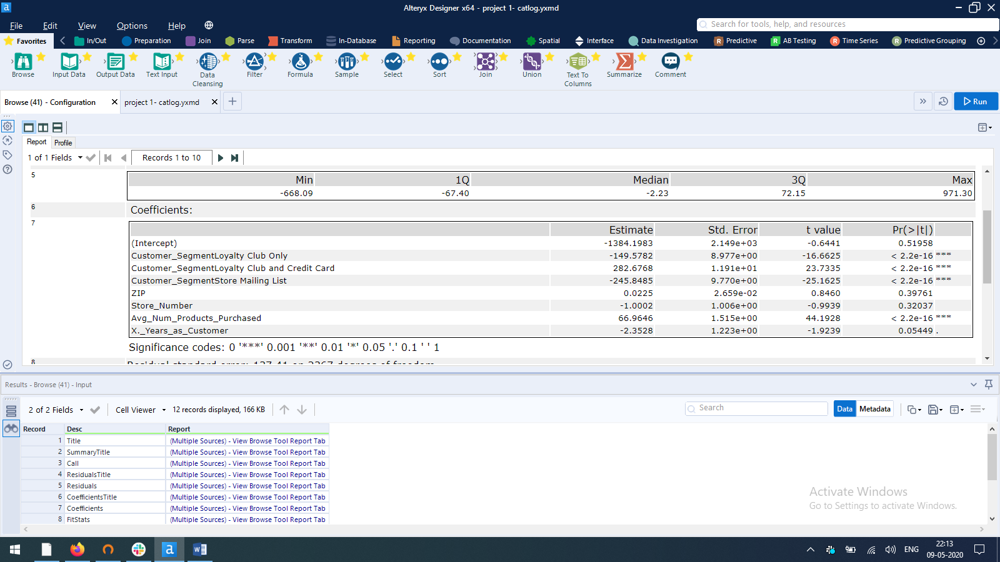 Alteryx Designer x64 - project 1- catlog.yxmd
File Edit View Options Help
Search for tools, help, and resources
Favorites In/Out Preparation Join Parse Transform In-Database Reporting Documentation Spatial Interface Data Investigation Predictive AB Testing Time Series Predictive Grouping
Browse Input Data Output Data Text Input Data Cleansing Filter Formula Sample Select Sort Join Union Text To Columns Summarize Comment
Browse (41) - Configuration project 1- catlog.yxmd Run
Report Profile
1 of 1 Fields Records 1 to 10
5 Min 1Q Median 3Q Max
-668.09 -67.40 -2.23 72.15 971.30
6 Coefficients:
7 Estimate Std. Error t value Pr(>|t|)
(Intercept) -1384.1983 2.149e+03 -0.6441 0.51958
Customer_SegmentLoyalty Club Only -149.5782 8.977e+00 -16.6625 < 2.2e-16 ***
Customer_SegmentLoyalty Club and Credit Card 282.6768 1.191e+01 23.7335 < 2.2e-16 ***
Customer_SegmentStore Mailing List -245.8485 9.770e+00 -25.1625 < 2.2e-16 ***
ZIP 0.0225 2.659e-02 0.8460 0.39761
Store_Number -1.0002 1.006e+00 -0.9939 0.32037
Avg_Num_Products_Purchased 66.9646 1.515e+00 44.1928 < 2.2e-16 ***
X._Years_as_Customer -2.3528 1.223e+00 -1.9239 0.05449 .
Significance codes: 0 '***' 0.001 '**' 0.01 '*' 0.05 '.' 0.1 ' ' 1
8 Residual standard error: 137.41 on 2367 degrees of freedom
Results - Browse (41) - Input
2 of 2 Fields Cell Viewer 12 records displayed, 166 KB Search Data Metadata
Record Desc Report
1 Title (Multiple Sources) - View Browse Tool Report Tab
2 SummaryTitle (Multiple Sources) - View Browse Tool Report Tab
3 Call (Multiple Sources) - View Browse Tool Report Tab
4 ResidualsTitle (Multiple Sources) - View Browse Tool Report Tab
5 Residuals (Multiple Sources) - View Browse Tool Report Tab
6 CoefficientsTitle (Multiple Sources) - View Browse Tool Report Tab
7 Coefficients (Multiple Sources) - View Browse Tool Report Tab
8 FitStats (Multiple Sources) - View Browse Tool Report Tab
Activate Windows
Go to Settings to activate Windows.
ENG
22:13
09-05-2020